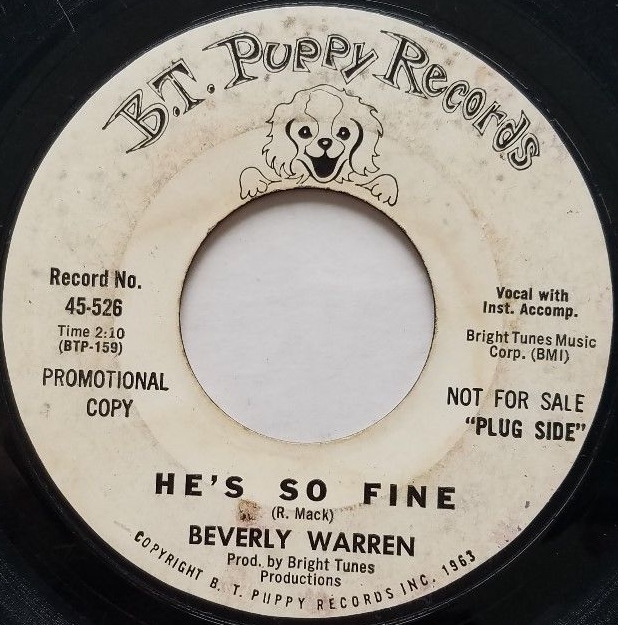 B.T. Puppy Records
Record No.
45-526
Time 2:10
(BTP-159)
PROMOTIONAL
COPY
Vocal with
Inst. Accomp.
Bright Tunes Music
Corp. (BMI)
NOT FOR SALE
"PLUG SIDE"
HE'S SO FINE
(R. Mack)
BEVERLY WARREN
Prod. by Bright Tunes
Productions
COPYRIGHT B. T. PUPPY RECORDS INC. 1963